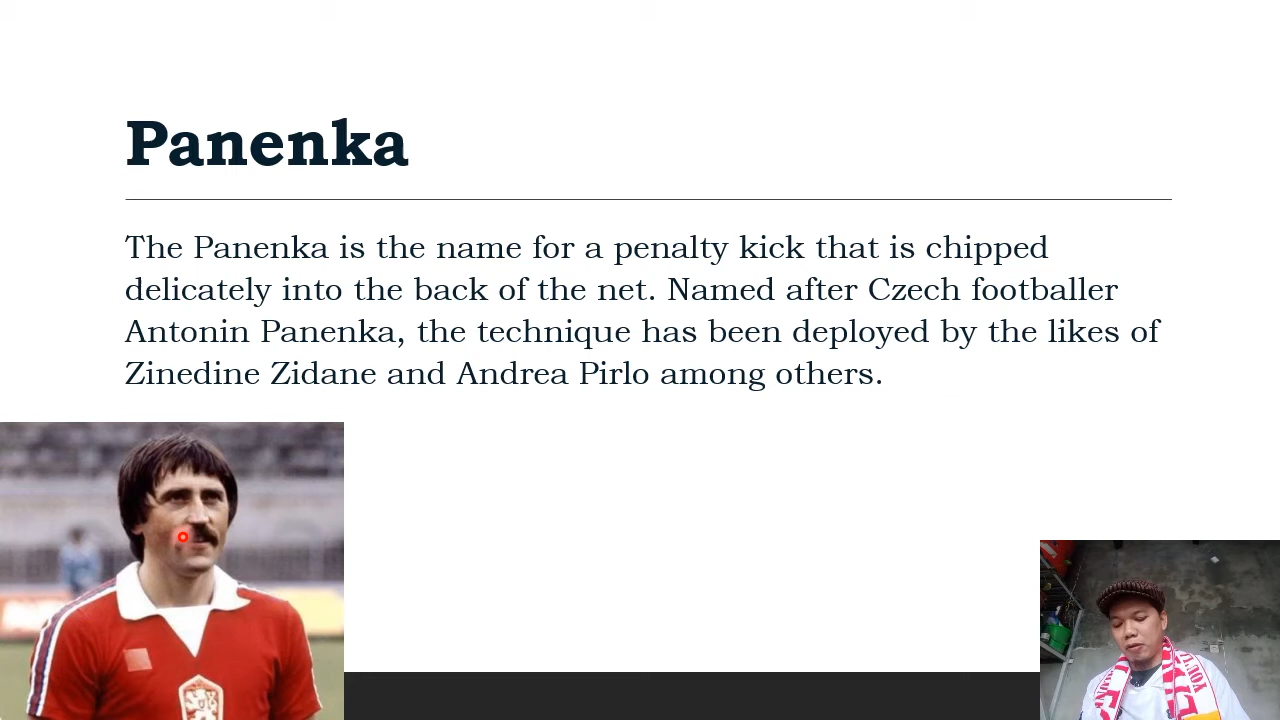 Panenka
The Panenka is the name for a penalty kick that is chipped
delicately into the back of the net. Named after Czech footballer
Antonin Panenka, the technique has been deployed by the likes of
Zinedine Zidane and Andrea Pirlo among others.